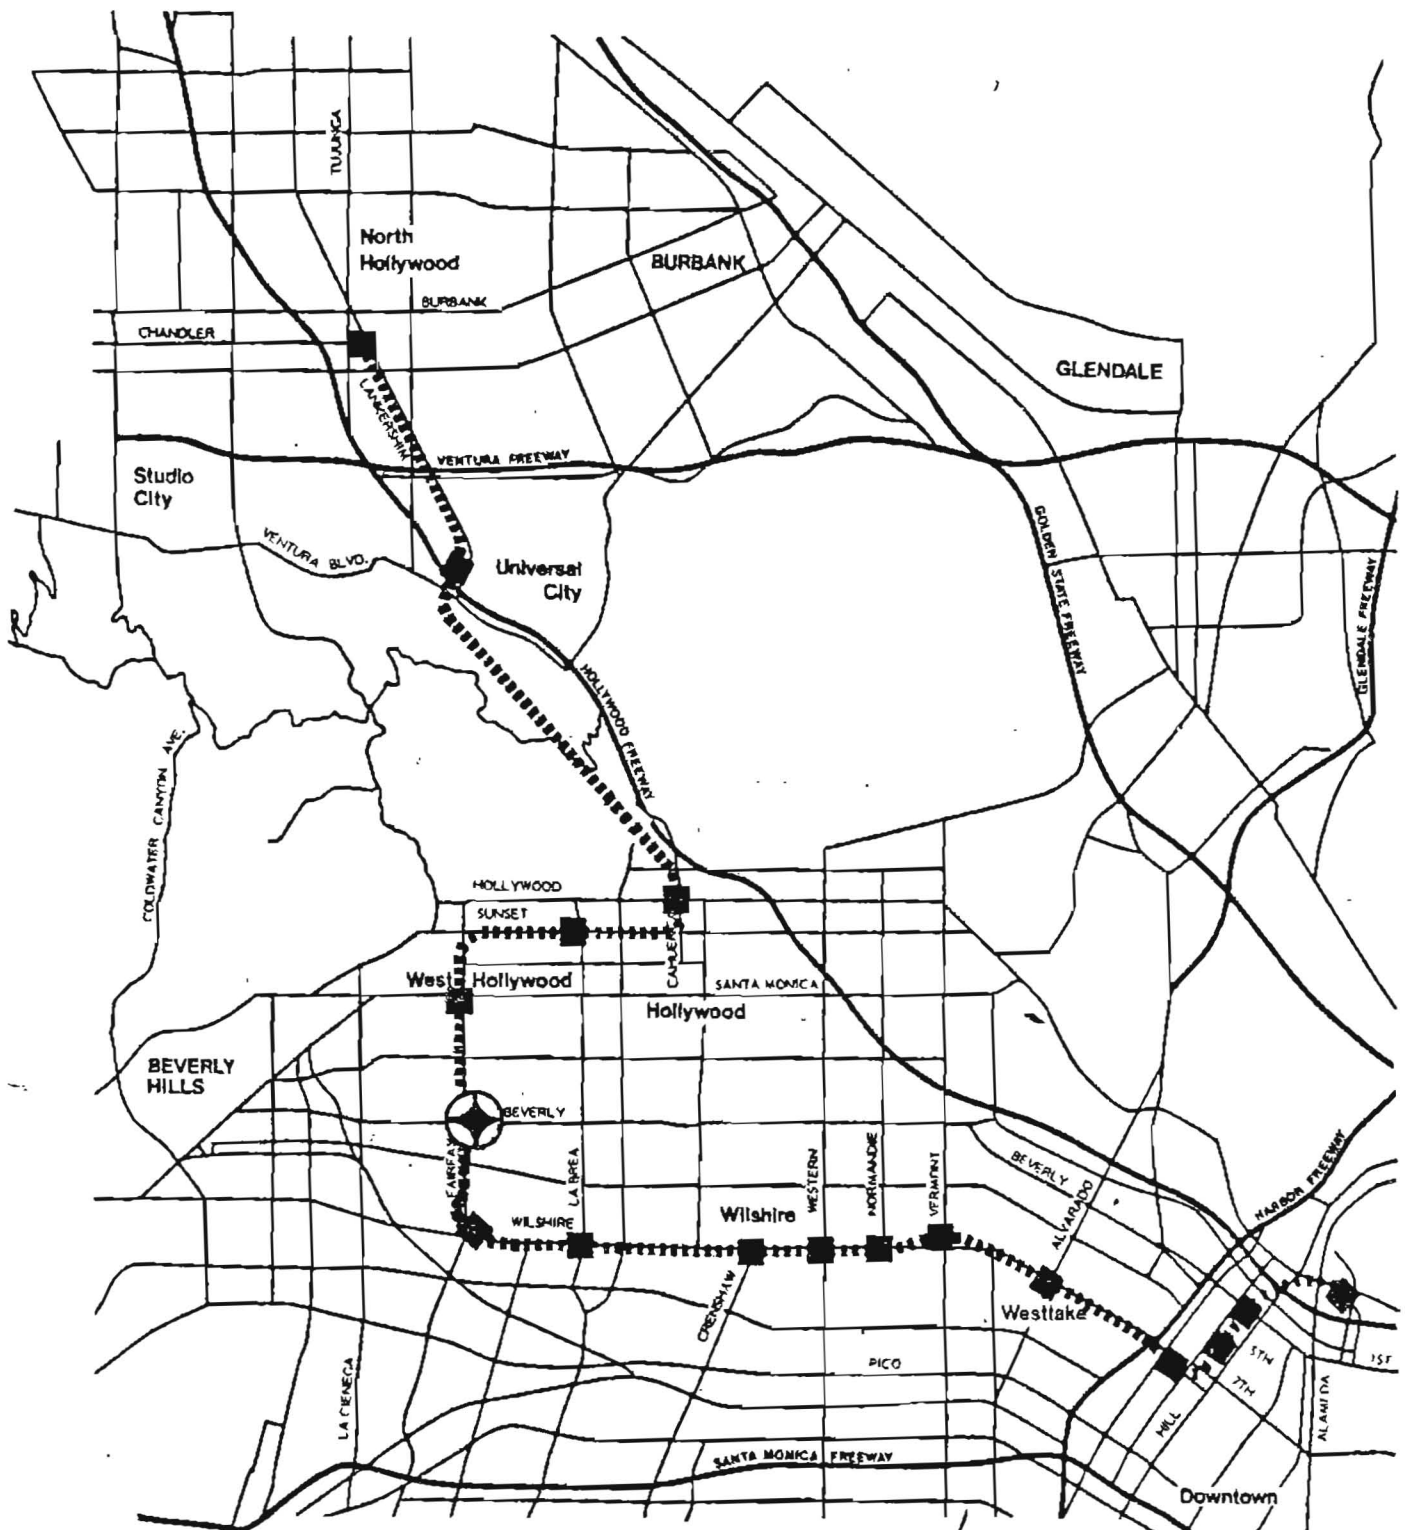 TUJUNGA
North
Hollywood
BURBANK
BURBANK
CHANDLER
GLENDALE
LANKERSHIM
VENTURA FREEWAY
Studio
City
VENTURA BLVD.
Universal
City
GOLDEN STATE FREEWAY
GLENDALE FREEWAY
HOLLYWOOD FREEWAY
COLDWATER CANYON AVE.
HOLLYWOOD
SUNSET
West Hollywood
SANTA MONICA
Hollywood
BEVERLY
HILLS
BEVERLY
FAIRFAX
LA BREA
WESTERN
NORMANDIE
VERMONT
BEVERLY
ALVARADO
HARBON FREEWAY
WILSHIRE
Wilshire
CRENSHAW
Westlake
PICO
5TH
7TH
1ST
HILL
ALAMEDA
LA CIENEGA
SANTA MONICA FREEWAY
Downtown